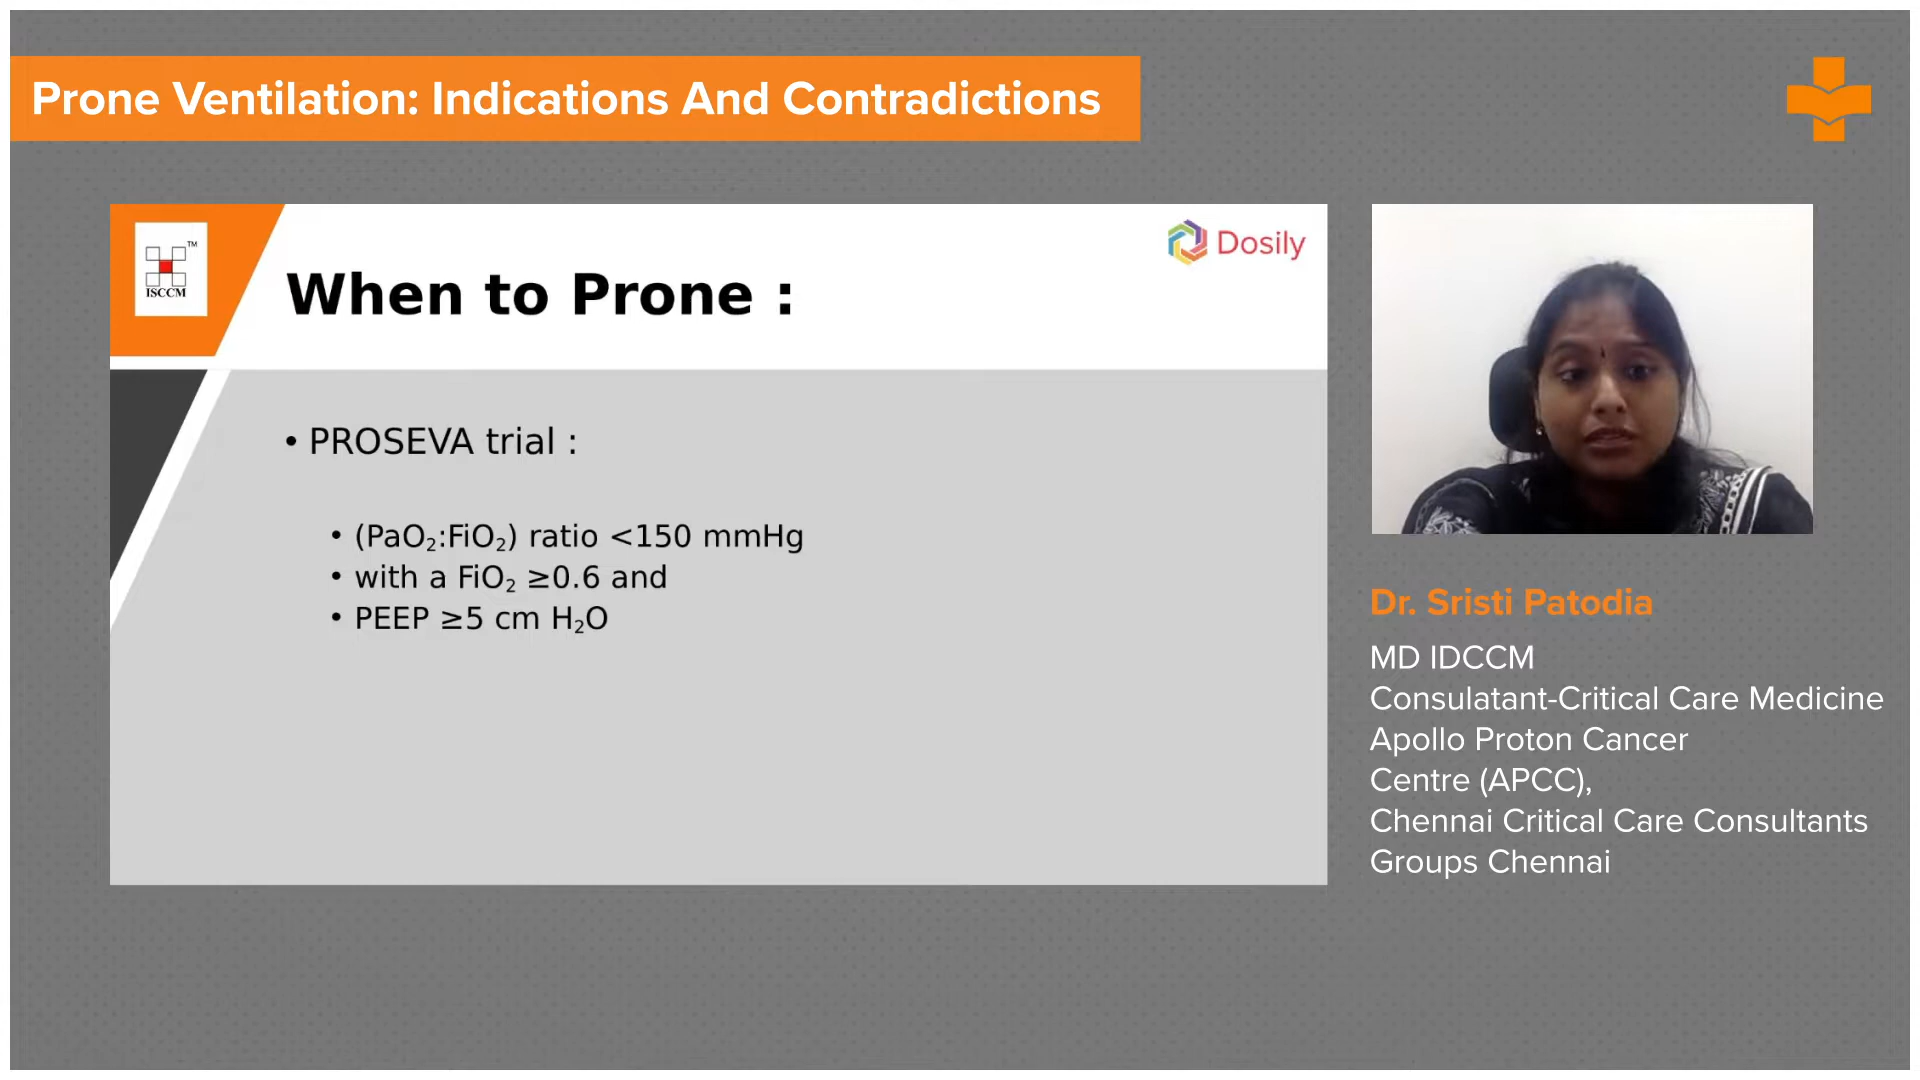 Prone Ventilation: Indications And Contradictions
TM
ISCCM
Dosily
When to Prone :
• PROSEVA trial :
• (PaO₂:FiO₂) ratio <150 mmHg
• with a FiO₂ ≥0.6 and
• PEEP ≥5 cm H₂O
Dr. Sristi Patodia
MD IDCCM
Consulatant-Critical Care Medicine
Apollo Proton Cancer
Centre (APCC),
Chennai Critical Care Consultants
Groups Chennai